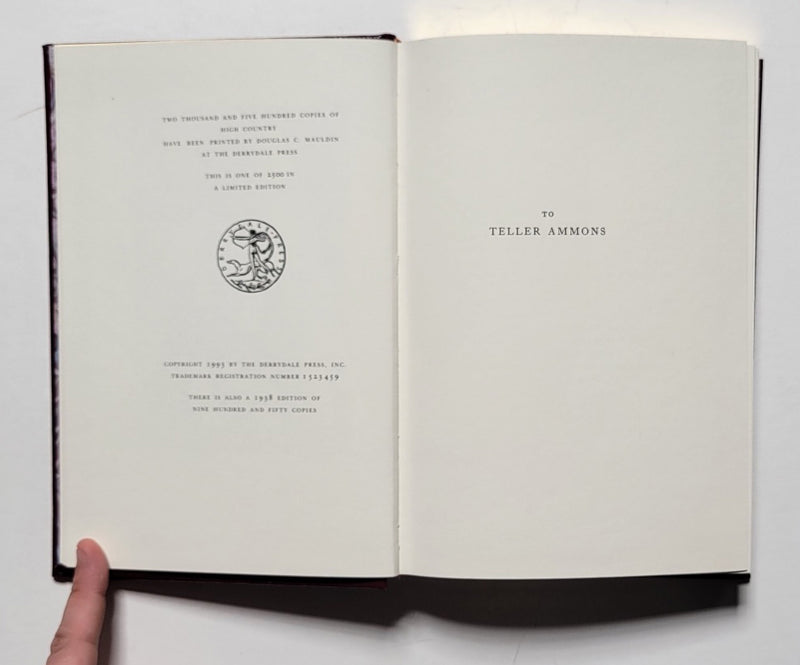 TWO THOUSAND AND FIVE HUNDRED COPIES OF
HIGH COUNTRY
HAVE BEEN PRINTED BY DOUGLAS C. MAULDIN
AT THE DERRYDALE PRESS
THIS IS ONE OF 2500 IN
A LIMITED EDITION
DERRYDALE·PRESS
COPYRIGHT 1995 BY THE DERRYDALE PRESS, INC.
TRADEMARK REGISTRATION NUMBER 1523459
THERE IS ALSO A 1938 EDITION OF
NINE HUNDRED AND FIFTY COPIES
TO
TELLER AMMONS